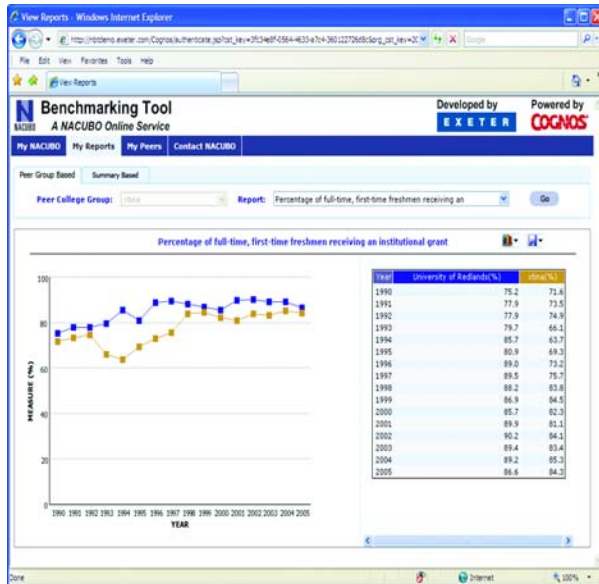 View Reports - Windows Internet Explorer
File Edit View Favorites Tools Help
View Reports
NACUBO
Benchmarking Tool
A NACUBO Online Service
Developed by
EXETER
Powered by
COGNOS
My NACUBO My Reports My Peers Contact NACUBO
Peer Group Based Summary Based
Peer College Group: Report: Percentage of full-time, first-time freshmen receiving an Go
Percentage of full-time, first-time freshmen receiving an institutional grant
MEASURE (%)
100
80
60
40
20
0
1990 1991 1992 1993 1994 1995 1996 1997 1998 1999 2000 2001 2002 2003 2004 2005
YEAR
Year University of Redlands(%)
1990 75.2 71.6
1991 77.9 73.5
1992 77.9 74.9
1993 79.7 66.1
1994 85.7 63.7
1995 80.9 69.3
1996 89.0 73.2
1997 89.5 75.7
1998 88.2 83.8
1999 86.9 84.5
2000 85.7 82.3
2001 89.9 81.1
2002 90.2 84.1
2003 89.4 83.4
2004 89.2 85.3
2005 86.6 84.3
Done Internet 100%